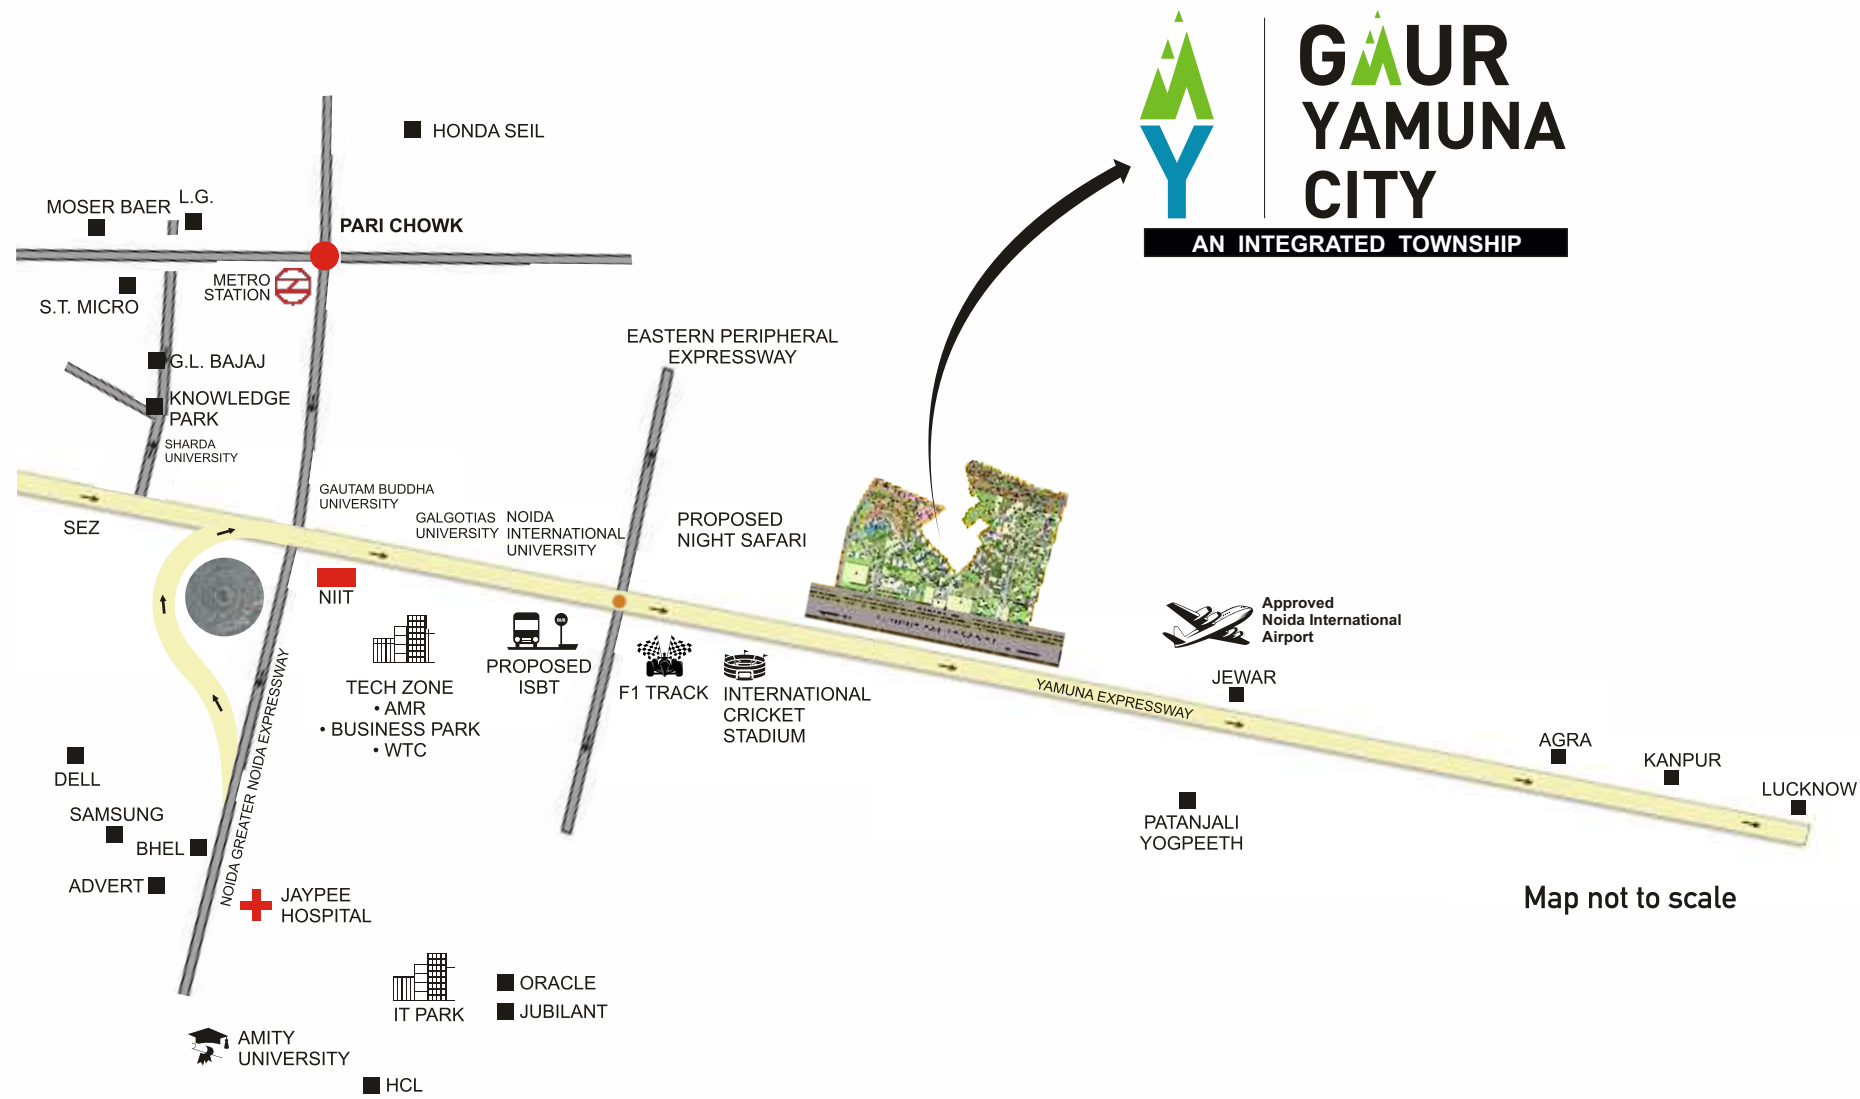 GAUR
YAMUNA
CITY
AN INTEGRATED TOWNSHIP
HONDA SEIL
MOSER BAER
L.G.
PARI CHOWK
METRO
STATION
S.T. MICRO
G.L. BAJAJ
KNOWLEDGE
PARK
SHARDA
UNIVERSITY
EASTERN PERIPHERAL
EXPRESSWAY
SEZ
GAUTAM BUDDHA
UNIVERSITY
GALGOTIAS
UNIVERSITY
NOIDA
INTERNATIONAL
UNIVERSITY
PROPOSED
NIGHT SAFARI
NIIT
TECH ZONE
• AMR
• BUSINESS PARK
• WTC
BUS
PROPOSED
ISBT
F1 TRACK
INTERNATIONAL
CRICKET
STADIUM
Approved
Noida International
Airport
JEWAR
YAMUNA EXPRESSWAY
AGRA
KANPUR
LUCKNOW
PATANJALI
YOGPEETH
NOIDA GREATER NOIDA EXPRESSWAY
DELL
SAMSUNG
BHEL
ADVERT
JAYPEE
HOSPITAL
Map not to scale
IT PARK
ORACLE
JUBILANT
AMITY
UNIVERSITY
HCL